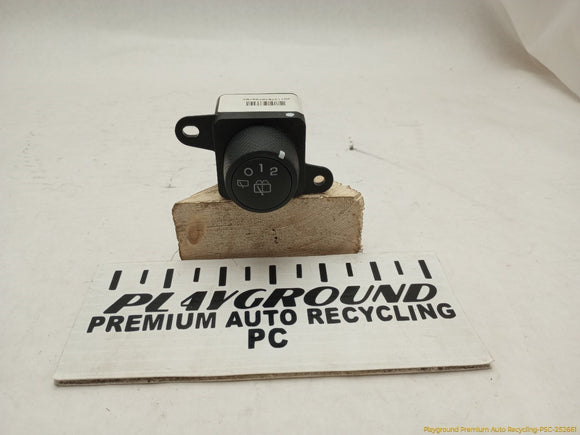 0 1 2
PLAYGROUND
PREMIUM AUTO RECYCLING
PC
Playground Premium Auto Recycling-PSC-252661